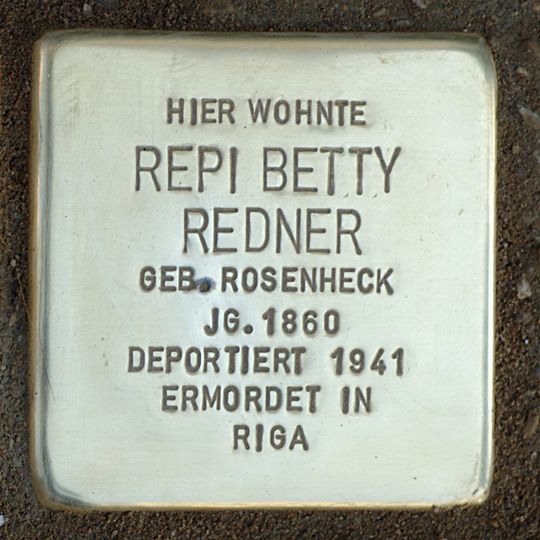 HIER WOHNTE
REPI BETTY
REDNER
GEB. ROSENHECK
JG. 1860
DEPORTIERT 1941
ERMORDET IN
RIGA